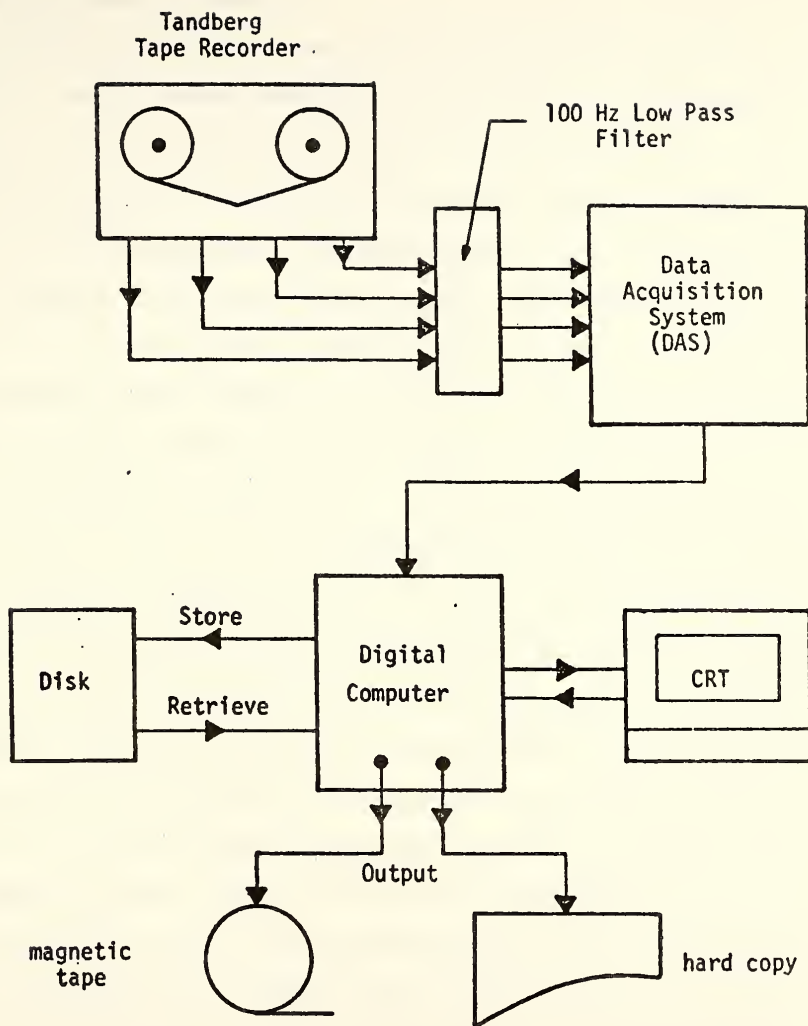 Tandberg
Tape Recorder
100 Hz Low Pass
Filter
Data
Acquisition
System
(DAS)
Store
Disk
Retrieve
Digital
Computer
CRT
Output
magnetic
tape
hard copy